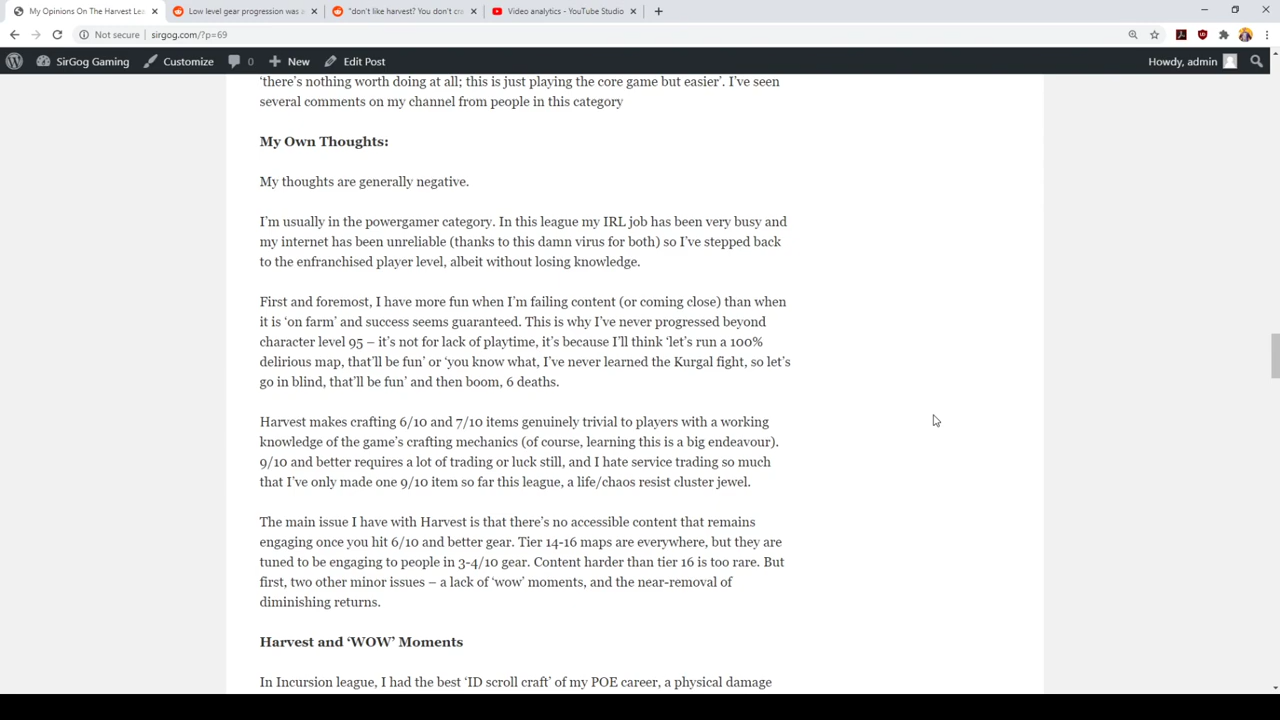 My Opinions On The Harvest Lea
Low level gear progression was a
"don't like harvest? You don't cr
Video analytics - YouTube Studio
Not secure | sirgog.com/?p=69
SirGog Gaming Customize 0 New Edit Post Howdy, admin
'there's nothing worth doing at all; this is just playing the core game but easier'. I've seen
several comments on my channel from people in this category
My Own Thoughts:
My thoughts are generally negative.
I'm usually in the powergamer category. In this league my IRL job has been very busy and
my internet has been unreliable (thanks to this damn virus for both) so I've stepped back
to the enfranchised player level, albeit without losing knowledge.
First and foremost, I have more fun when I'm failing content (or coming close) than when
it is 'on farm' and success seems guaranteed. This is why I've never progressed beyond
character level 95 – it's not for lack of playtime, it's because I'll think 'let's run a 100%
delirious map, that'll be fun' or 'you know what, I've never learned the Kurgal fight, so let's
go in blind, that'll be fun' and then boom, 6 deaths.
Harvest makes crafting 6/10 and 7/10 items genuinely trivial to players with a working
knowledge of the game's crafting mechanics (of course, learning this is a big endeavour).
9/10 and better requires a lot of trading or luck still, and I hate service trading so much
that I've only made one 9/10 item so far this league, a life/chaos resist cluster jewel.
The main issue I have with Harvest is that there's no accessible content that remains
engaging once you hit 6/10 and better gear. Tier 14-16 maps are everywhere, but they are
tuned to be engaging to people in 3-4/10 gear. Content harder than tier 16 is too rare. But
first, two other minor issues – a lack of 'wow' moments, and the near-removal of
diminishing returns.
Harvest and 'WOW' Moments
In Incursion league, I had the best 'ID scroll craft' of my POE career, a physical damage